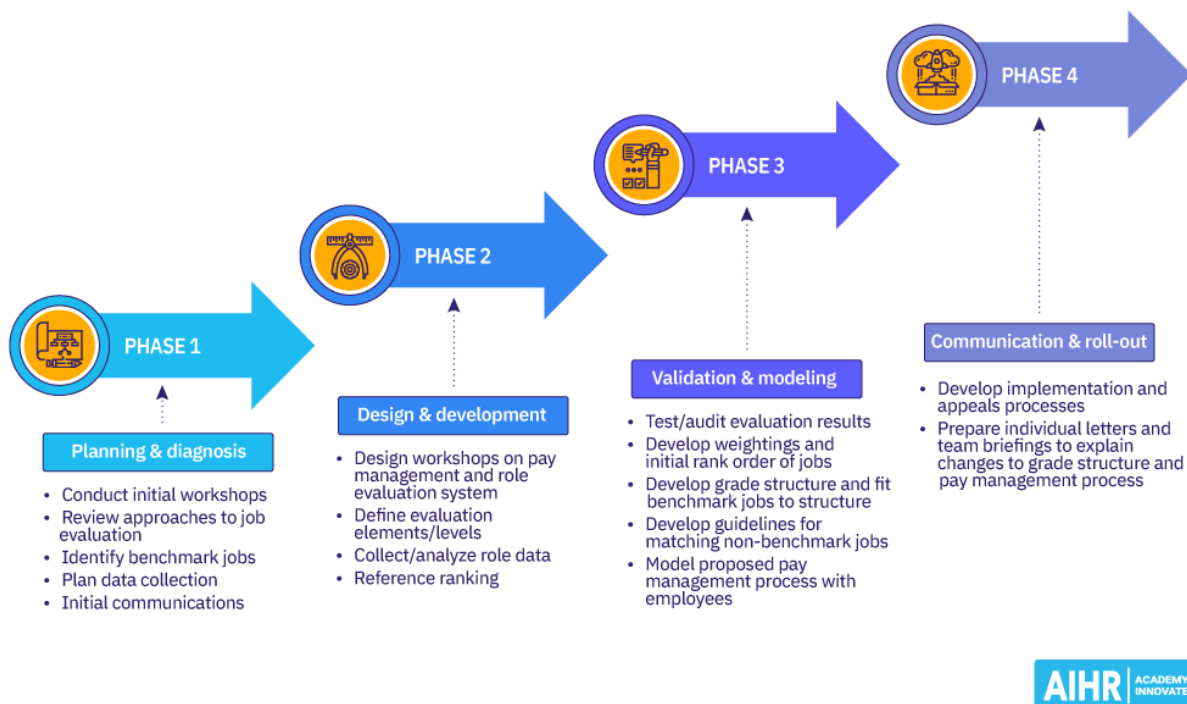 PHASE 1
Planning & diagnosis
• Conduct initial workshops
• Review approaches to job
evaluation
• Identify benchmark jobs
• Plan data collection
• Initial communications
PHASE 2
Design & development
• Design workshops on pay
management and role
evaluation system
• Define evaluation
elements/levels
• Collect/analyze role data
• Reference ranking
PHASE 3
Validation & modeling
• Test/audit evaluation results
• Develop weightings and
initial rank order of jobs
• Develop grade structure and fit
benchmark jobs to structure
• Develop guidelines for
matching non-benchmark jobs
• Model proposed pay
management process with
employees
PHASE 4
Communication & roll-out
• Develop implementation and
appeals processes
• Prepare individual letters and
team briefings to explain
changes to grade structure and
pay management process
AIHR
ACADEMY
INNOVATE